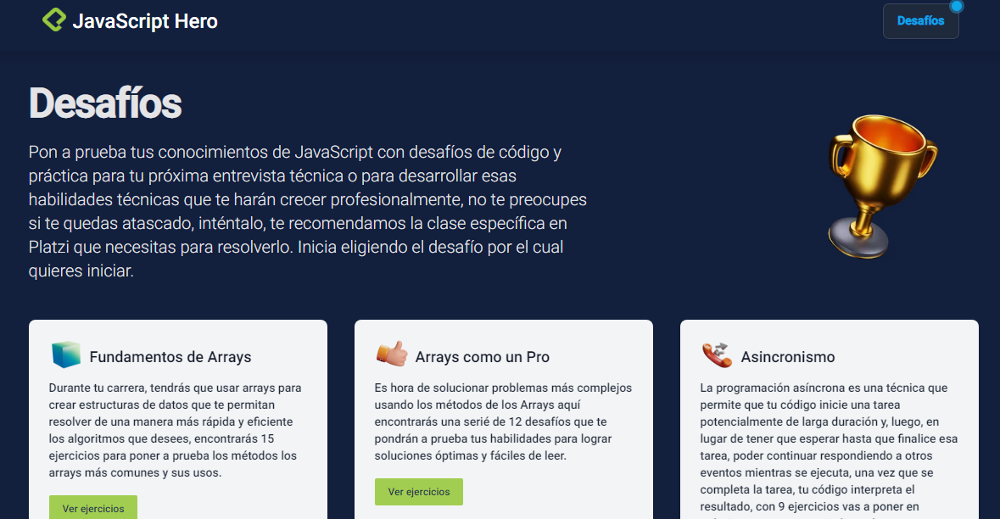 JavaScript Hero
Desafíos
Desafíos
Pon a prueba tus conocimientos de JavaScript con desafíos de código y
práctica para tu próxima entrevista técnica o para desarrollar esas
habilidades técnicas que te harán crecer profesionalmente, no te preocupes
si te quedas atascado, inténtalo, te recomendamos la clase específica en
Platzi que necesitas para resolverlo. Inicia eligiendo el desafío por el cual
quieres iniciar.
Fundamentos de Arrays
Durante tu carrera, tendrás que usar arrays para
crear estructuras de datos que te permitan
resolver de una manera más rápida y eficiente
los algoritmos que desees, encontrarás 15
ejercicios para poner a prueba los métodos los
arrays más comunes y sus usos.
Ver ejercicios
Arrays como un Pro
Es hora de solucionar problemas más complejos
usando los métodos de los Arrays aquí
encontrarás una serié de 12 desafíos que te
pondrán a prueba tus habilidades para lograr
soluciones óptimas y fáciles de leer.
Ver ejercicios
Asincronismo
La programación asíncrona es una técnica que
permite que tu código inicie una tarea
potencialmente de larga duración y, luego, en
lugar de tener que esperar hasta que finalice esa
tarea, poder continuar respondiendo a otros
eventos mientras se ejecuta, una vez que se
completa la tarea, tu código interpreta el
resultado, con 9 ejercicios vas a poner en